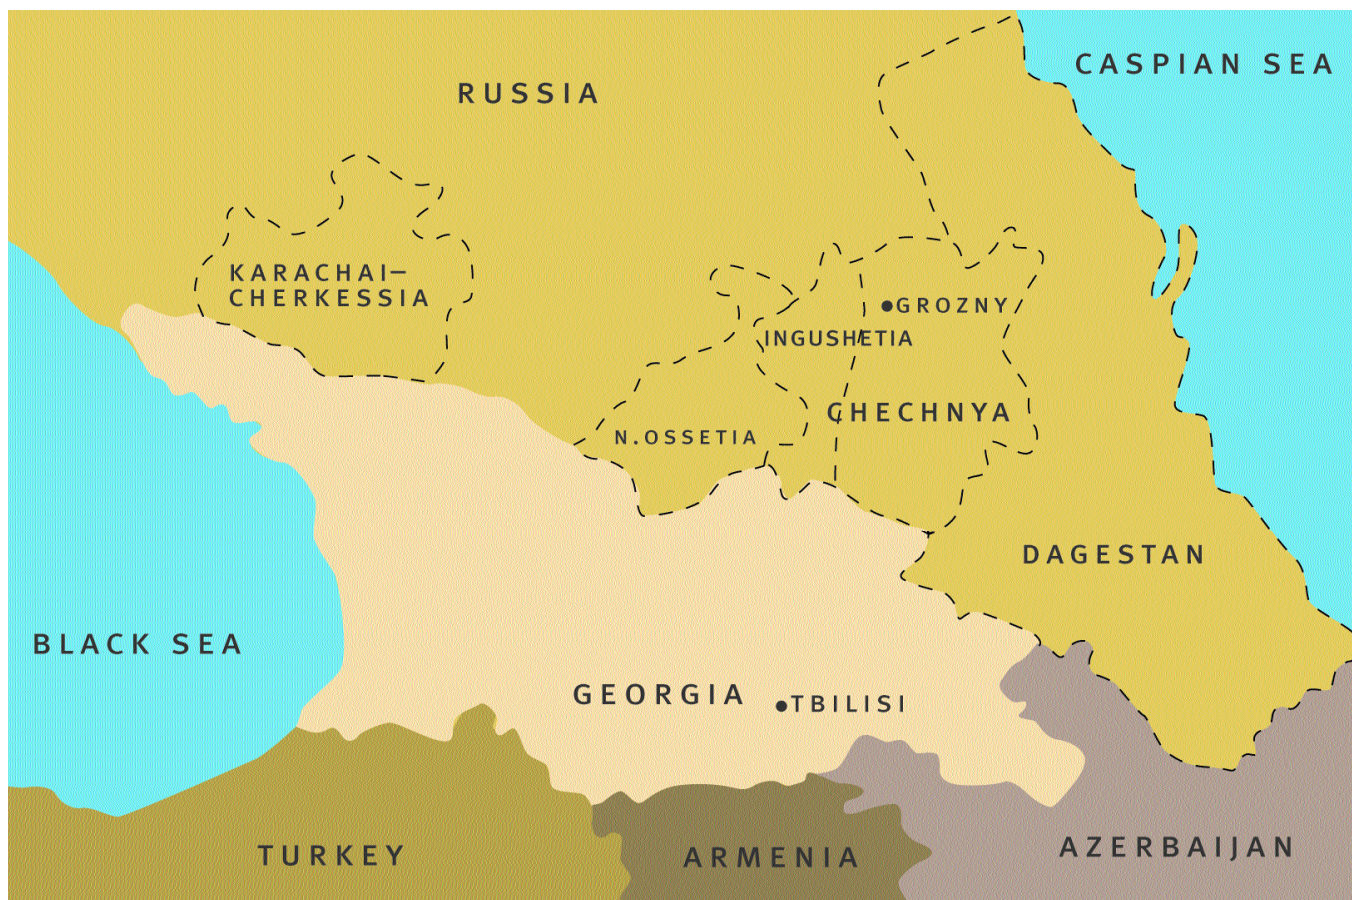 CASPIAN SEA
RUSSIA
KARACHAI–
CHERKESSIA
GROZNY
INGUSHETIA
CHECHNYA
N.OSSETIA
DAGESTAN
BLACK SEA
GEORGIA
TBILISI
TURKEY
ARMENIA
AZERBAIJAN